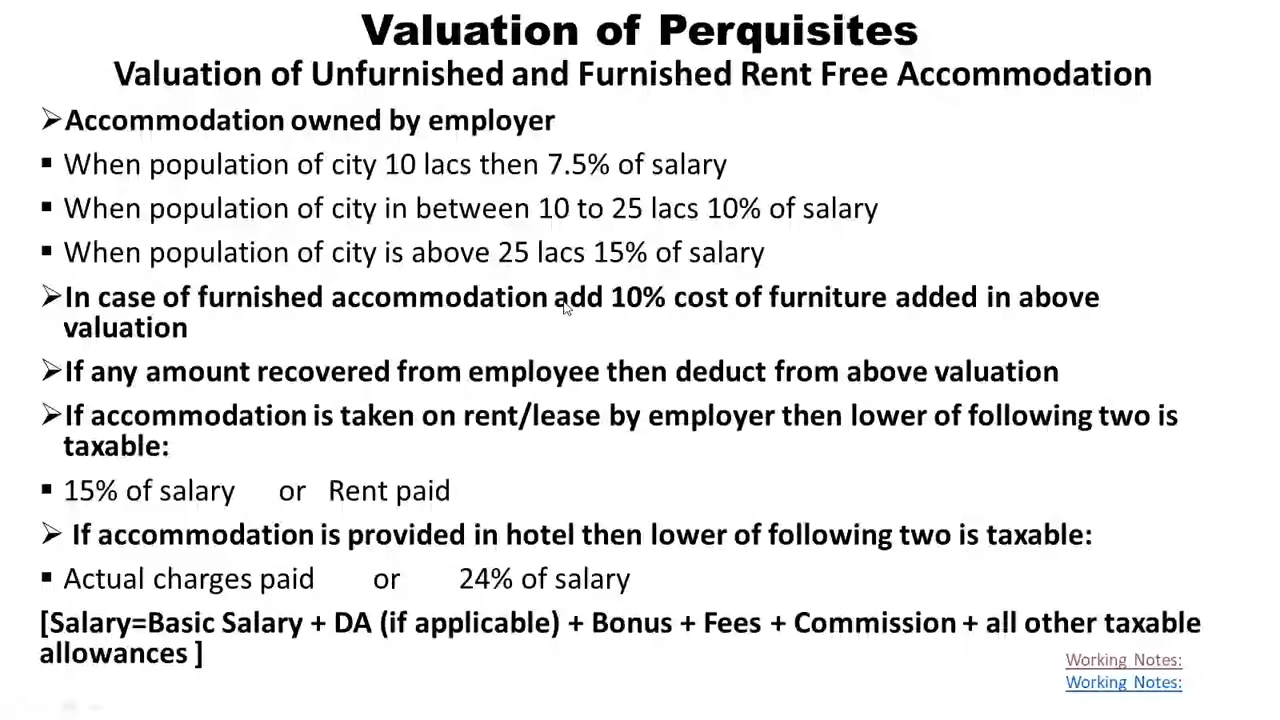 Valuation of Perquisites
Valuation of Unfurnished and Furnished Rent Free Accommodation
➢Accommodation owned by employer
▪ When population of city 10 lacs then 7.5% of salary
▪ When population of city in between 10 to 25 lacs 10% of salary
▪ When population of city is above 25 lacs 15% of salary
➢In case of furnished accommodation add 10% cost of furniture added in above
valuation
➢If any amount recovered from employee then deduct from above valuation
➢If accommodation is taken on rent/lease by employer then lower of following two is
taxable:
▪ 15% of salary or Rent paid
➢ If accommodation is provided in hotel then lower of following two is taxable:
▪ Actual charges paid or 24% of salary
[Salary=Basic Salary + DA (if applicable) + Bonus + Fees + Commission + all other taxable
allowances ]
Working Notes:
Working Notes: